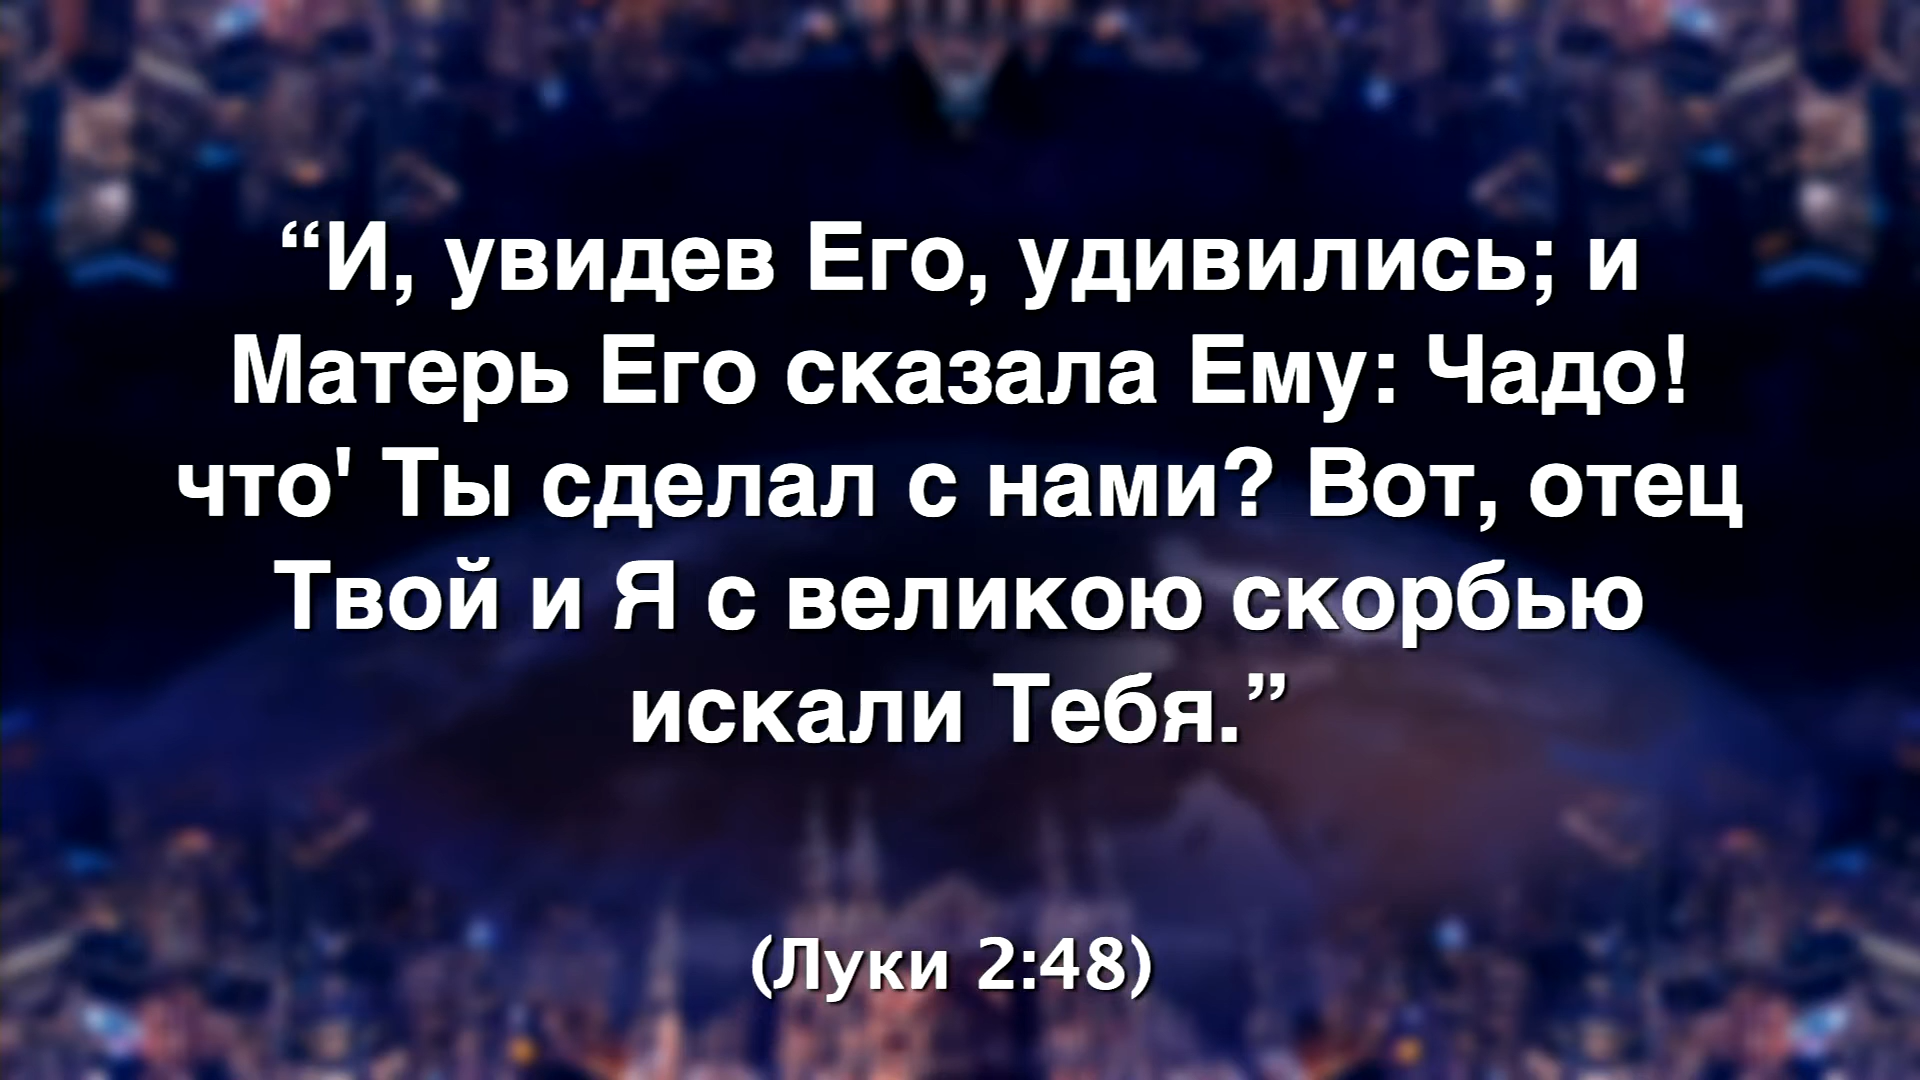 “И, увидев Его, удивились; и
Матерь Его сказала Ему: Чадо!
что' Ты сделал с нами? Вот, отец
Твой и Я с великою скорбью
искали Тебя.”
(Луки 2:48)